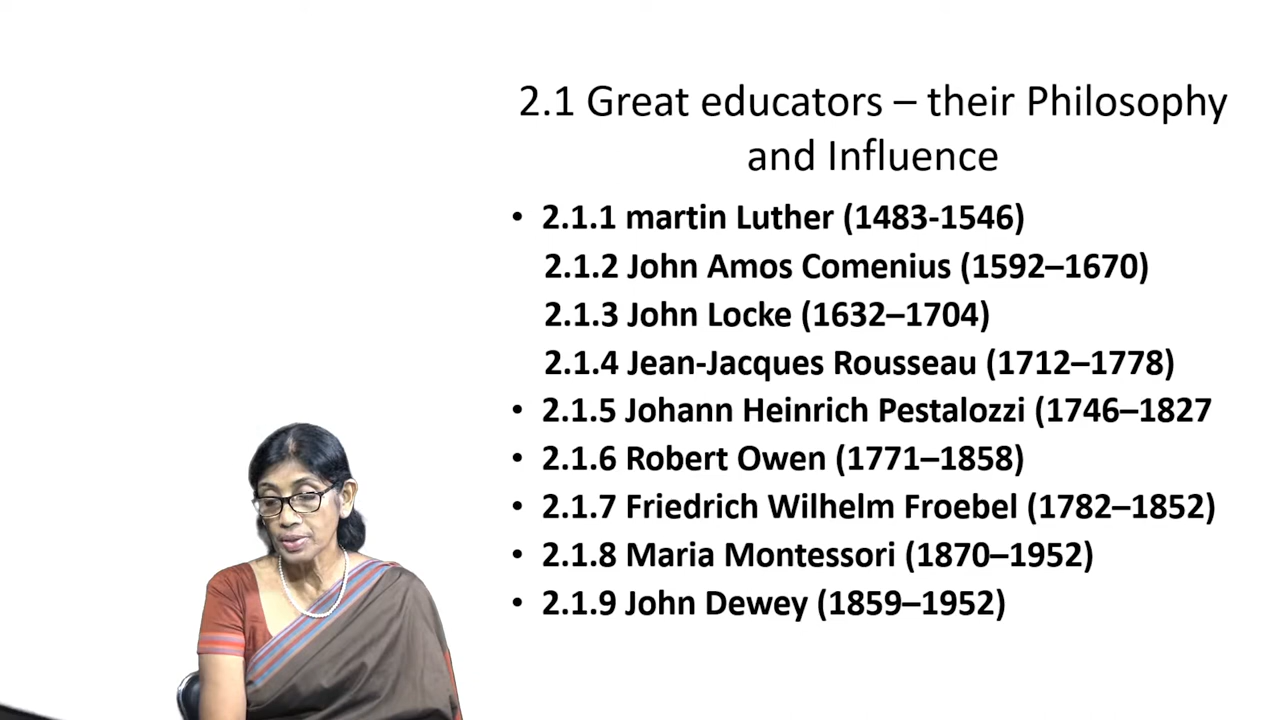 2.1 Great educators – their Philosophy
and Influence
• 2.1.1 martin Luther (1483-1546)
2.1.2 John Amos Comenius (1592–1670)
2.1.3 John Locke (1632–1704)
2.1.4 Jean-Jacques Rousseau (1712–1778)
• 2.1.5 Johann Heinrich Pestalozzi (1746–1827
• 2.1.6 Robert Owen (1771–1858)
• 2.1.7 Friedrich Wilhelm Froebel (1782–1852)
• 2.1.8 Maria Montessori (1870–1952)
• 2.1.9 John Dewey (1859–1952)